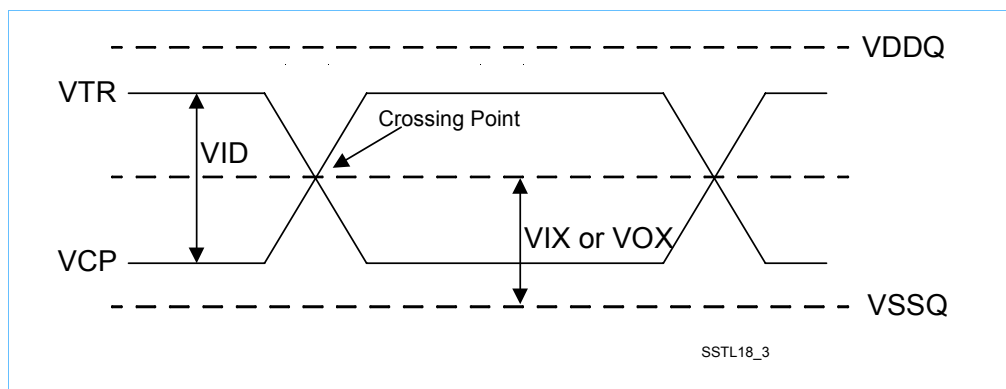 VDDQ
VTR
Crossing Point
VID
VIX or VOX
VCP
VSSQ
SSTL18_3